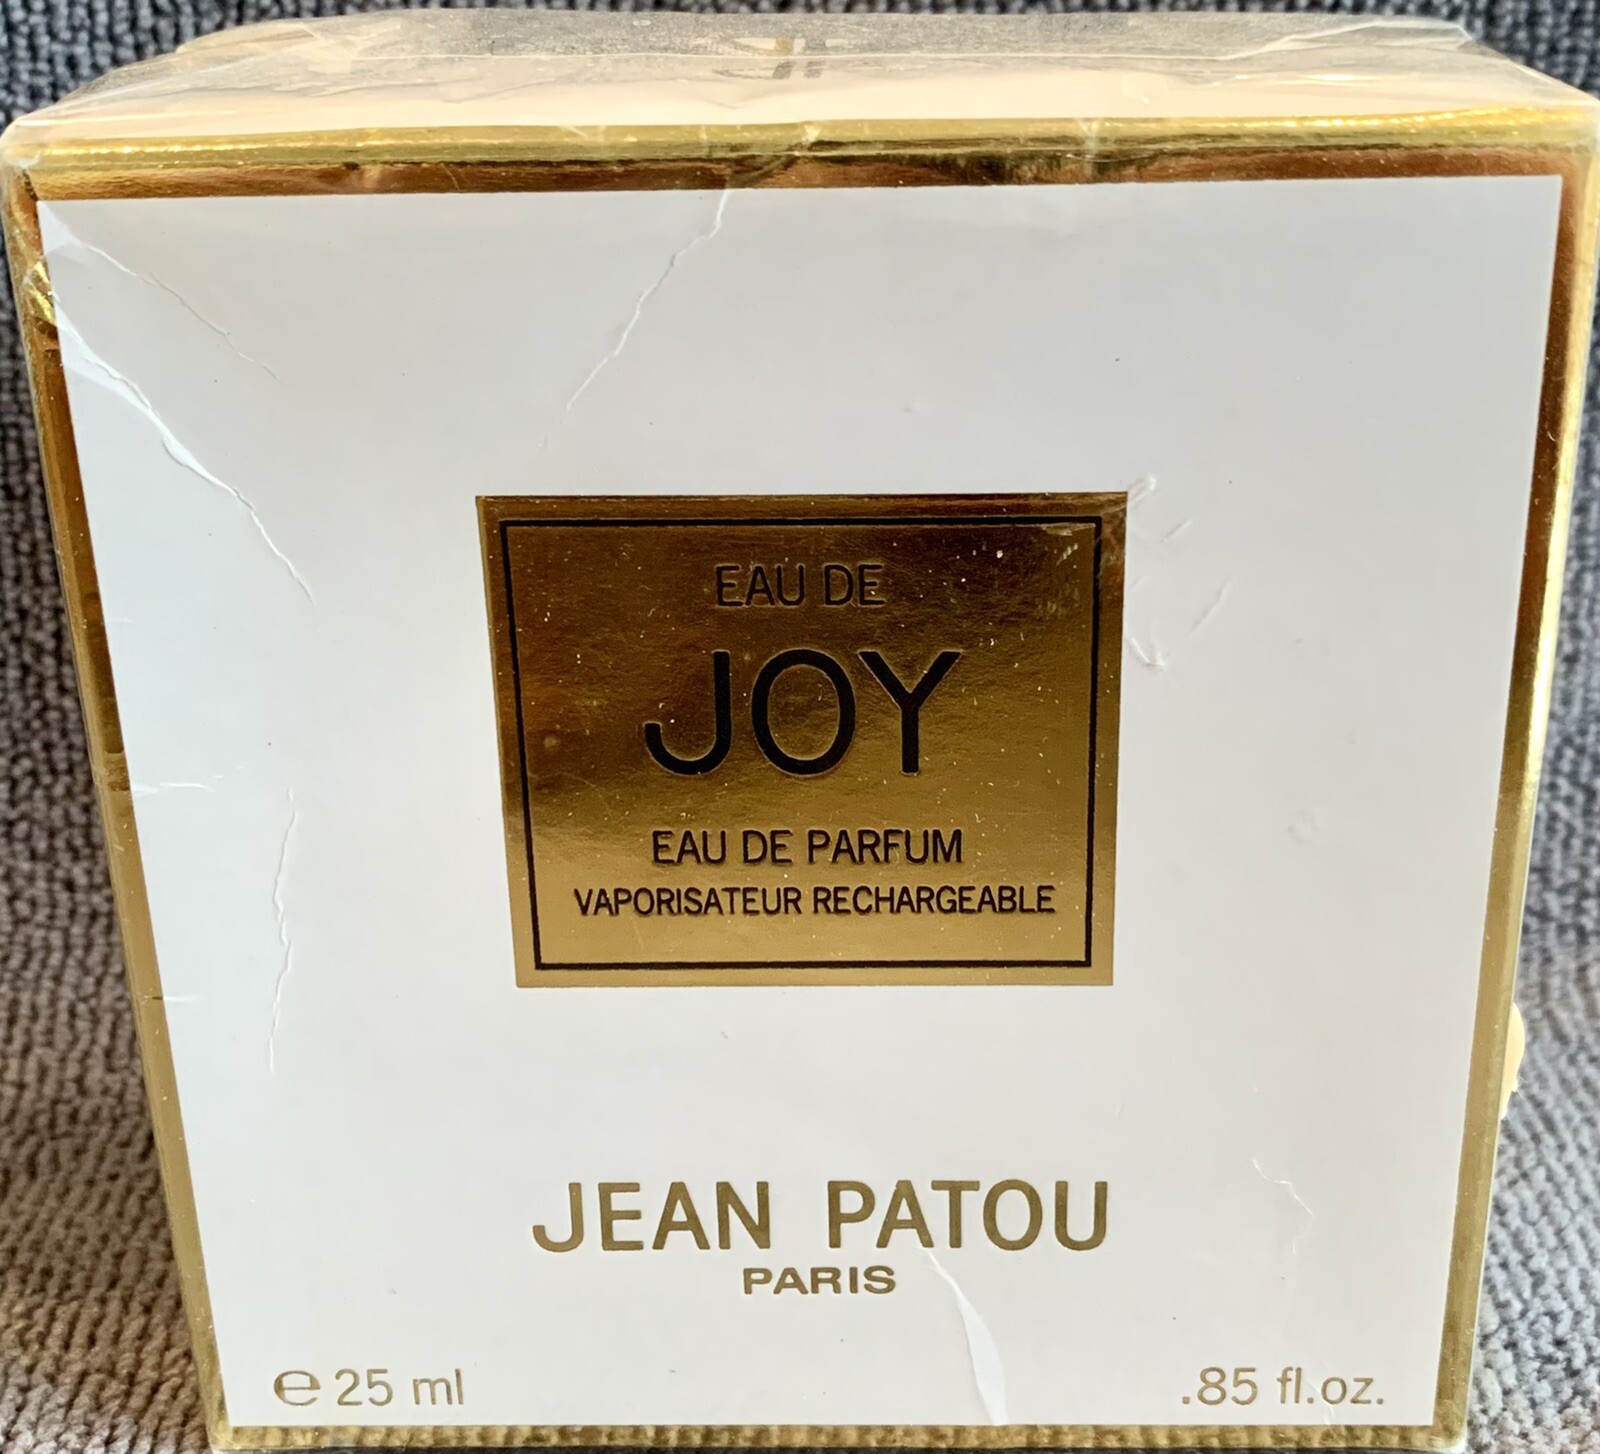 EAU DE
JOY
EAU DE PARFUM
VAPORISATEUR RECHARGEABLE
JEAN PATOU
PARIS
℮ 25 ml
.85 fl.oz.